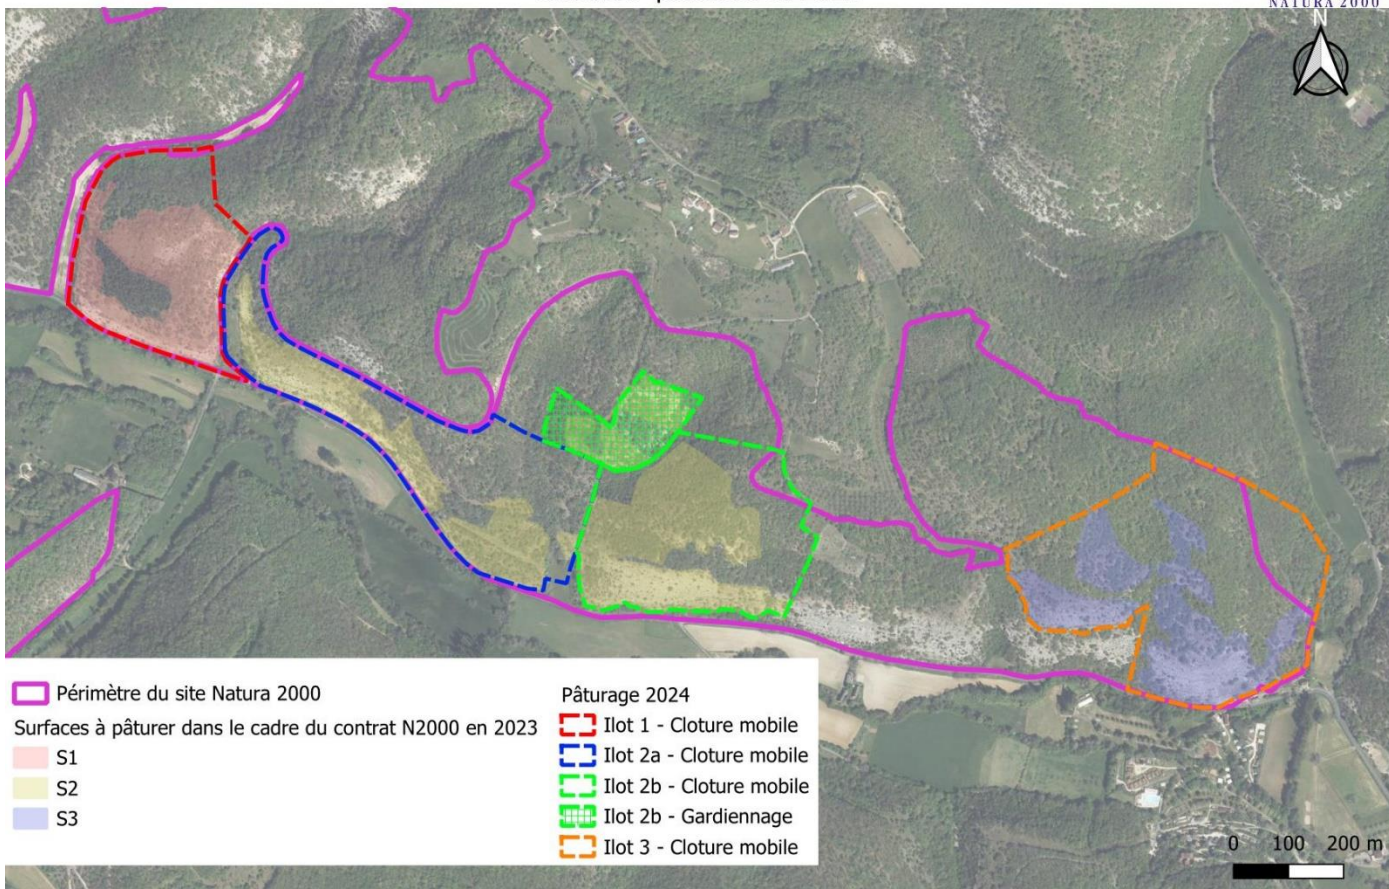 NATURA 2000
N
Périmètre du site Natura 2000
Surfaces à pâturer dans le cadre du contrat N2000 en 2023
S1
S2
S3
Pâturage 2024
Ilot 1 - Cloture mobile
Ilot 2a - Cloture mobile
Ilot 2b - Cloture mobile
Ilot 2b - Gardiennage
Ilot 3 - Cloture mobile
0 100 200 m